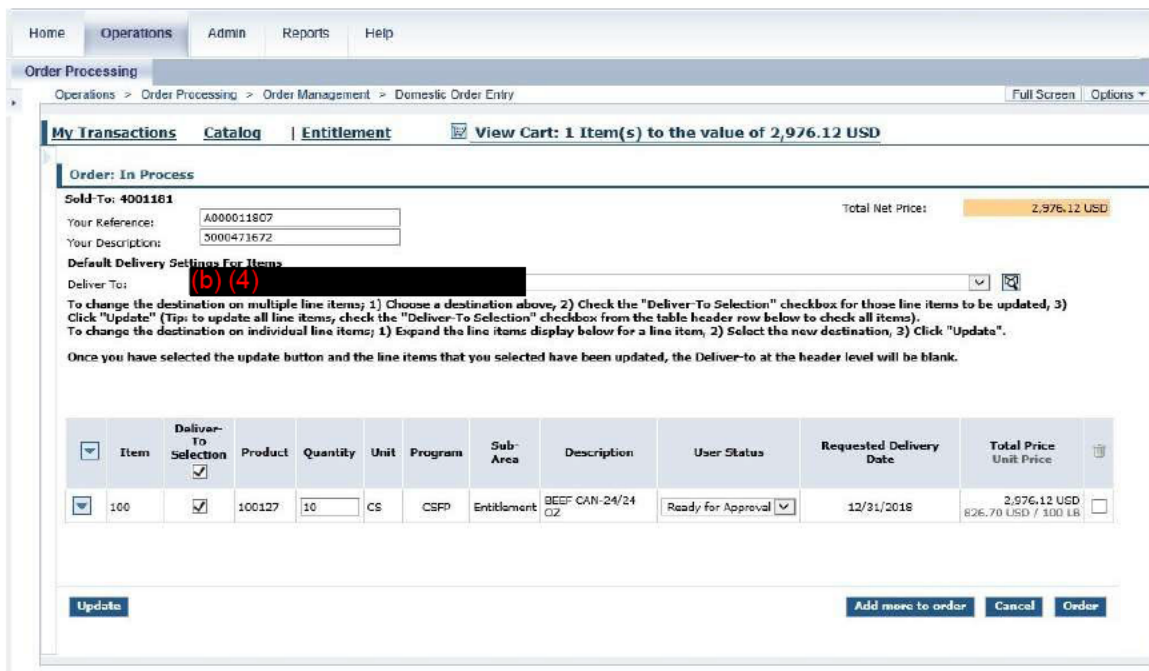 Home Operations Admin Reports Help
Order Processing
Operations > Order Processing > Order Management > Domestic Order Entry Full Screen Options
My Transactions Catalog | Entitlement View Cart: 1 Item(s) to the value of 2,976.12 USD
Order: In Process
Sold-To: 4001181
Total Net Price: 2,976.12 USD
Your Reference: A000011807
Your Description: 5000471672
Default Delivery Settings For Items
Deliver To: (b) (4)
To change the destination on multiple line items; 1) Choose a destination above, 2) Check the "Deliver-To Selection" checkbox for those line items to be updated, 3)
Click "Update" (Tip: to update all line items, check the "Deliver-To Selection" checkbox from the table header row below to check all items).
To change the destination on individual line items; 1) Expand the line items display below for a line item, 2) Select the new destination, 3) Click "Update".
Once you have selected the update button and the line items that you selected have been updated, the Deliver-to at the header level will be blank.
Item Deliver-To Selection Product Quantity Unit Program Sub-Area Description User Status Requested Delivery Date Total Price Unit Price
100 100127 10 CS CSFP Entitlement BEEF CAN-24/24 OZ Ready for Approval 12/31/2018 2,976.12 USD
826.70 USD / 100 LB
Update Add more to order Cancel Order